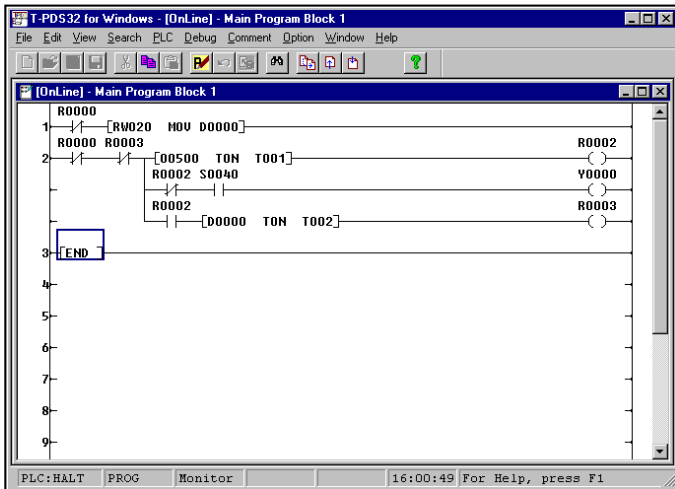 T-PDS32 for Windows - [OnLine] - Main Program Block 1
File Edit View Search PLC Debug Comment Option Window Help
[OnLine] - Main Program Block 1
R0000
1 [RW020 MOV D0000]
R0000 R0003 R0002
2 [00500 TON T001] ( )
R0002 S0040 Y0000
( )
R0002 R0003
[D0000 TON T002] ( )
3 [END ]
4
5
6
7
8
9
PLC:HALT PROG Monitor 16:00:49 For Help, press F1